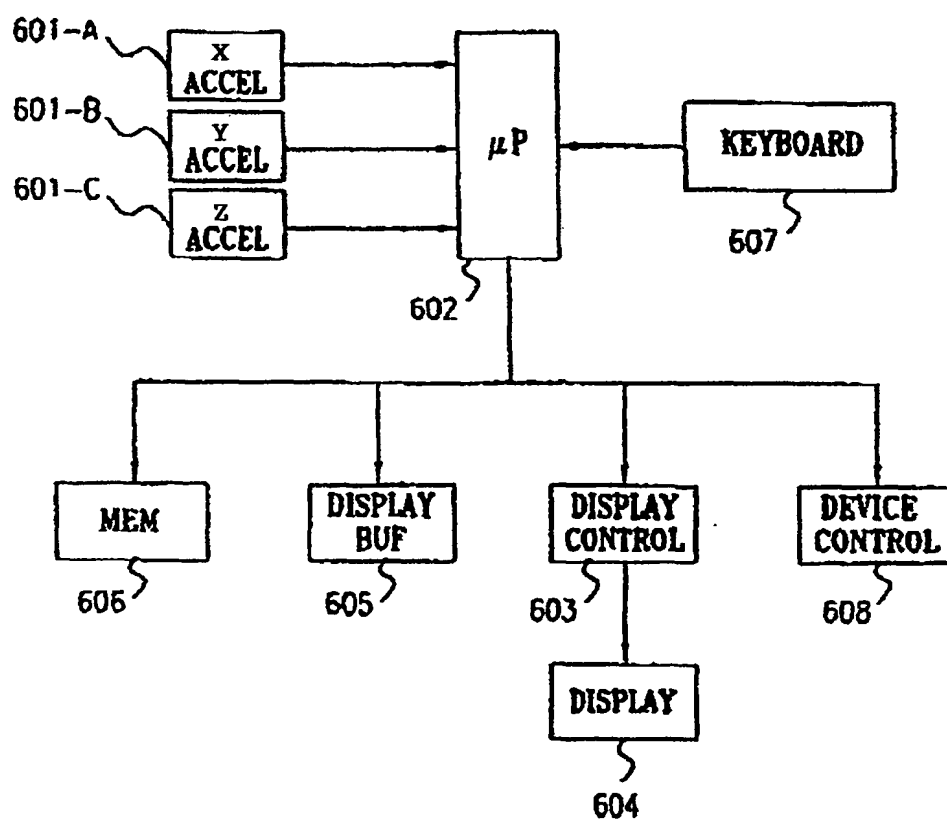 601-A
X
ACCEL
601-B
Y
ACCEL
601-C
Z
ACCEL
μP
602
KEYBOARD
607
MEM
606
DISPLAY
BUF
605
DISPLAY
CONTROL
603
DEVICE
CONTROL
608
DISPLAY
604